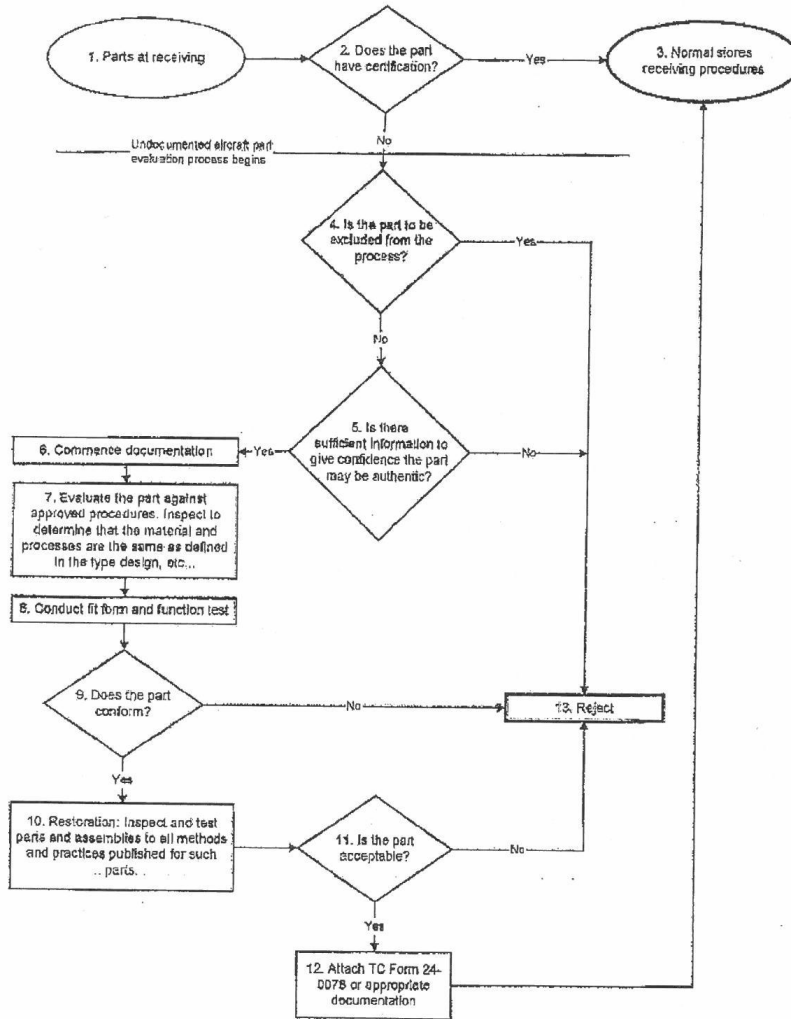 1. Parts at receiving
2. Does the part
have certification?
Yes
3. Normal stores
receiving procedures
No
Undocumented aircraft part
evaluation process begins
4. Is the part to be
excluded from the
process?
Yes
No
5. Is there
sufficient information to
give confidence the part
may be authentic?
Yes
No
6. Commence documentation
7. Evaluate the part against
approved procedures. Inspect to
determine that the material and
processes are the same as defined
in the type design, etc...
8. Conduct fit form and function test
9. Does the part
conform?
No
13. Reject
Yes
10. Restoration: Inspect and test
parts and assemblies to all methods
and practices published for such
... parts...
11. Is the part
acceptable?
No
Yes
12. Attach TC Form 24-
0078 or appropriate
documentation